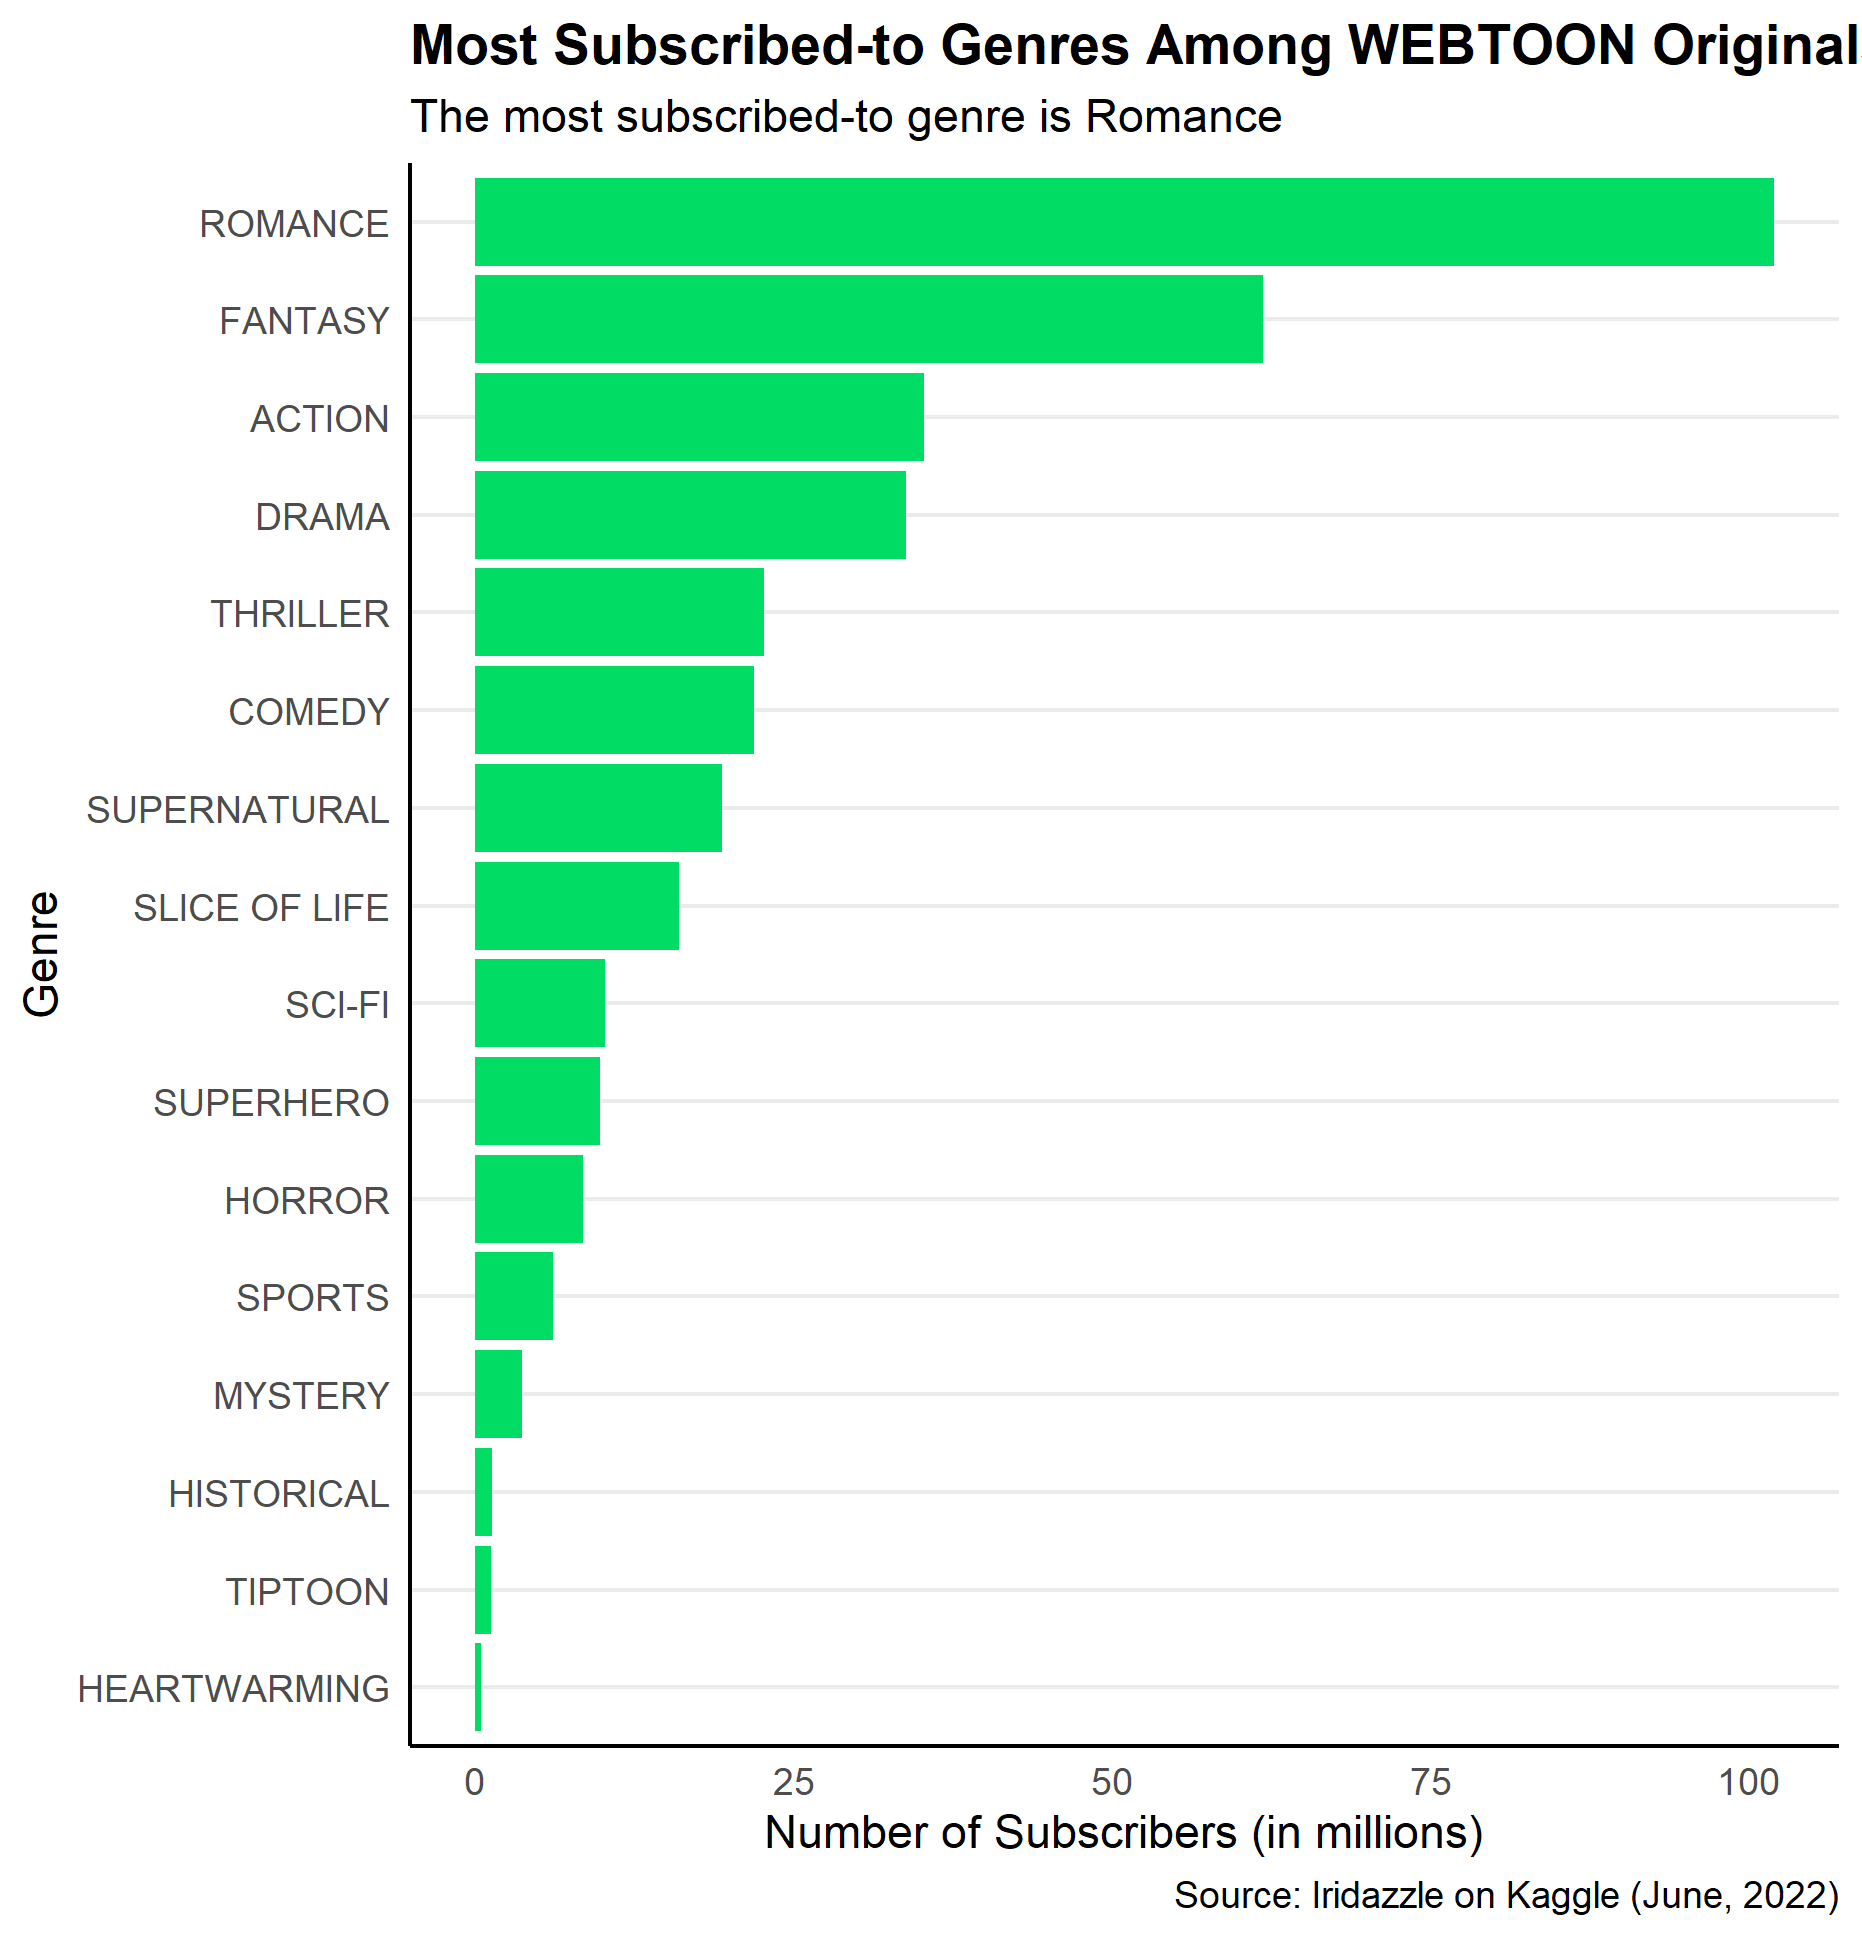 Most Subscribed-to Genres Among WEBTOON Original
The most subscribed-to genre is Romance
ROMANCE
FANTASY
ACTION
DRAMA
THRILLER
COMEDY
SUPERNATURAL
SLICE OF LIFE
SCI-FI
SUPERHERO
HORROR
SPORTS
MYSTERY
HISTORICAL
TIPTOON
HEARTWARMING
Genre
0 25 50 75 100
Number of Subscribers (in millions)
Source: Iridazzle on Kaggle (June, 2022)